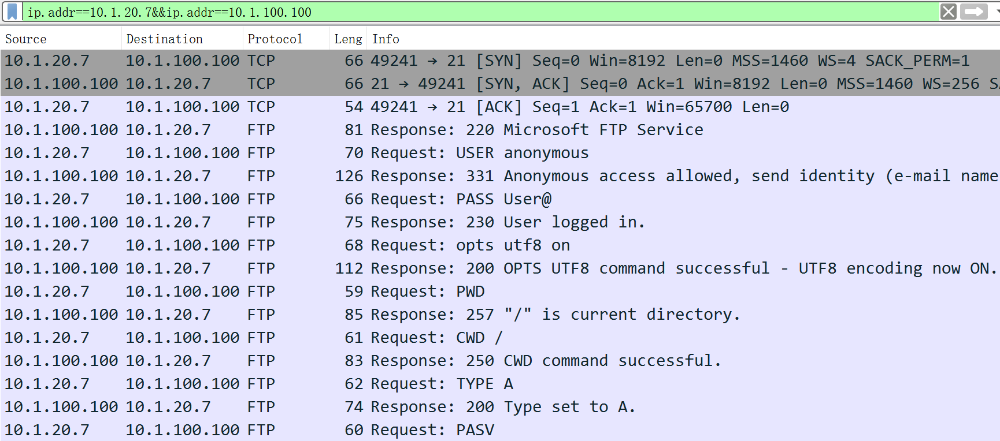 ip.addr==10.1.20.7&&ip.addr==10.1.100.100
Source Destination Protocol Leng Info
10.1.20.7 10.1.100.100 TCP 66 49241 → 21 [SYN] Seq=0 Win=8192 Len=0 MSS=1460 WS=4 SACK_PERM=1
10.1.100.100 10.1.20.7 TCP 66 21 → 49241 [SYN, ACK] Seq=0 Ack=1 Win=8192 Len=0 MSS=1460 WS=256
10.1.20.7 10.1.100.100 TCP 54 49241 → 21 [ACK] Seq=1 Ack=1 Win=65700 Len=0
10.1.100.100 10.1.20.7 FTP 81 Response: 220 Microsoft FTP Service
10.1.20.7 10.1.100.100 FTP 70 Request: USER anonymous
10.1.100.100 10.1.20.7 FTP 126 Response: 331 Anonymous access allowed, send identity (e-mail name
10.1.20.7 10.1.100.100 FTP 66 Request: PASS User@
10.1.100.100 10.1.20.7 FTP 75 Response: 230 User logged in.
10.1.20.7 10.1.100.100 FTP 68 Request: opts utf8 on
10.1.100.100 10.1.20.7 FTP 112 Response: 200 OPTS UTF8 command successful - UTF8 encoding now ON.
10.1.20.7 10.1.100.100 FTP 59 Request: PWD
10.1.100.100 10.1.20.7 FTP 85 Response: 257 "/" is current directory.
10.1.20.7 10.1.100.100 FTP 61 Request: CWD /
10.1.100.100 10.1.20.7 FTP 83 Response: 250 CWD command successful.
10.1.20.7 10.1.100.100 FTP 62 Request: TYPE A
10.1.100.100 10.1.20.7 FTP 74 Response: 200 Type set to A.
10.1.20.7 10.1.100.100 FTP 60 Request: PASV